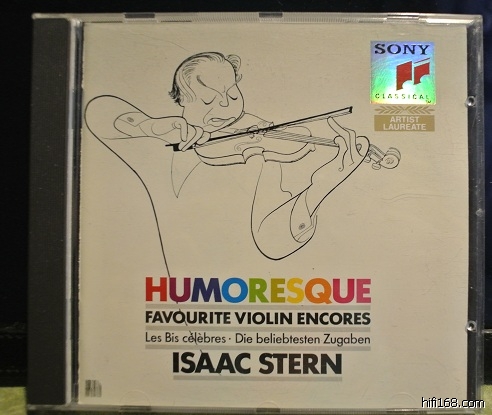 SONY
CLASSICAL
ARTIST
LAUREATE
HUMORESQUE
FAVOURITE VIOLIN ENCORES
Les Bis célèbres · Die beliebtesten Zugaben
ISAAC STERN
hifi168.com